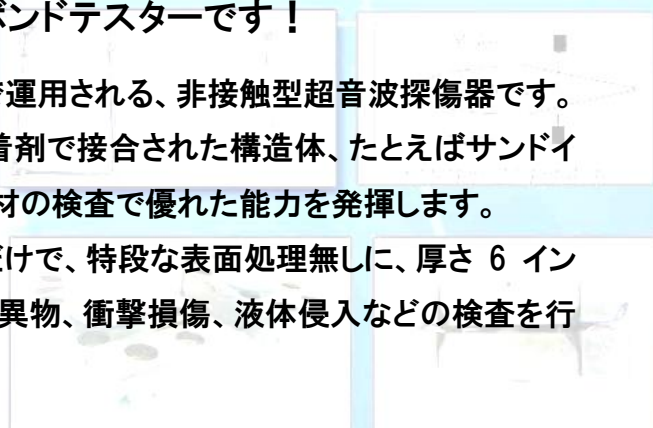 ボンドテスターです！
で運用される、非接触型超音波探傷器です。
着剤で接合された構造体、たとえばサンドイ
材の検査で優れた能力を発揮します。
だけで、特段な表面処理無しに、厚さ 6 イン
異物、衝撃損傷、液体侵入などの検査を行